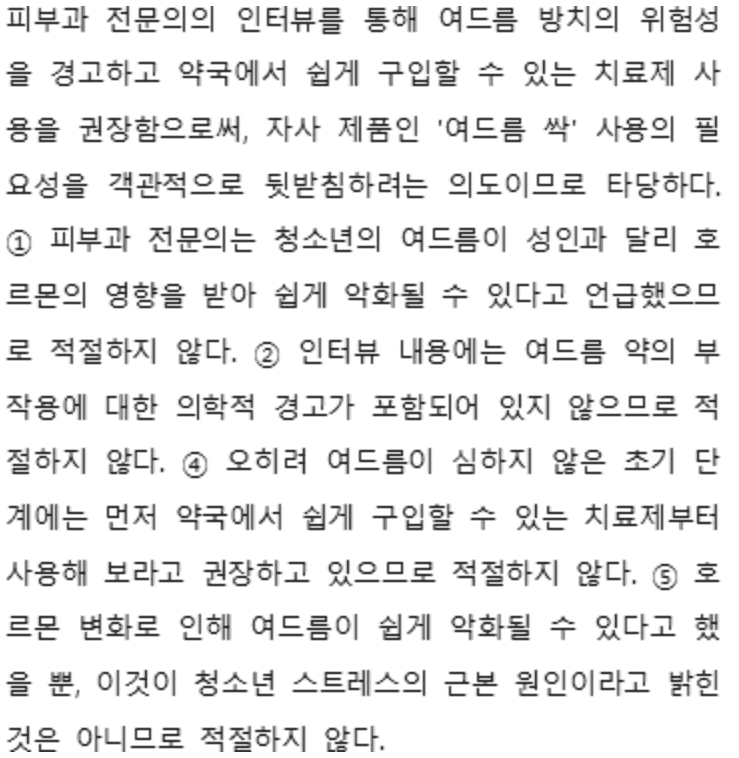 피부과 전문의의 인터뷰를 통해 여드름 방치의 위험성
을 경고하고 약국에서 쉽게 구입할 수 있는 치료제 사
용을 권장함으로써, 자사 제품인 '여드름 싹' 사용의 필
요성을 객관적으로 뒷받침하려는 의도이므로 타당하다.
① 피부과 전문의는 청소년의 여드름이 성인과 달리 호
르몬의 영향을 받아 쉽게 악화될 수 있다고 언급했으므
로 적절하지 않다. ② 인터뷰 내용에는 여드름 약의 부
작용에 대한 의학적 경고가 포함되어 있지 않으므로 적
절하지 않다. ④ 오히려 여드름이 심하지 않은 초기 단
계에는 먼저 약국에서 쉽게 구입할 수 있는 치료제부터
사용해 보라고 권장하고 있으므로 적절하지 않다. ⑤ 호
르몬 변화로 인해 여드름이 쉽게 악화될 수 있다고 했
을 뿐, 이것이 청소년 스트레스의 근본 원인이라고 밝힌
것은 아니므로 적절하지 않다.